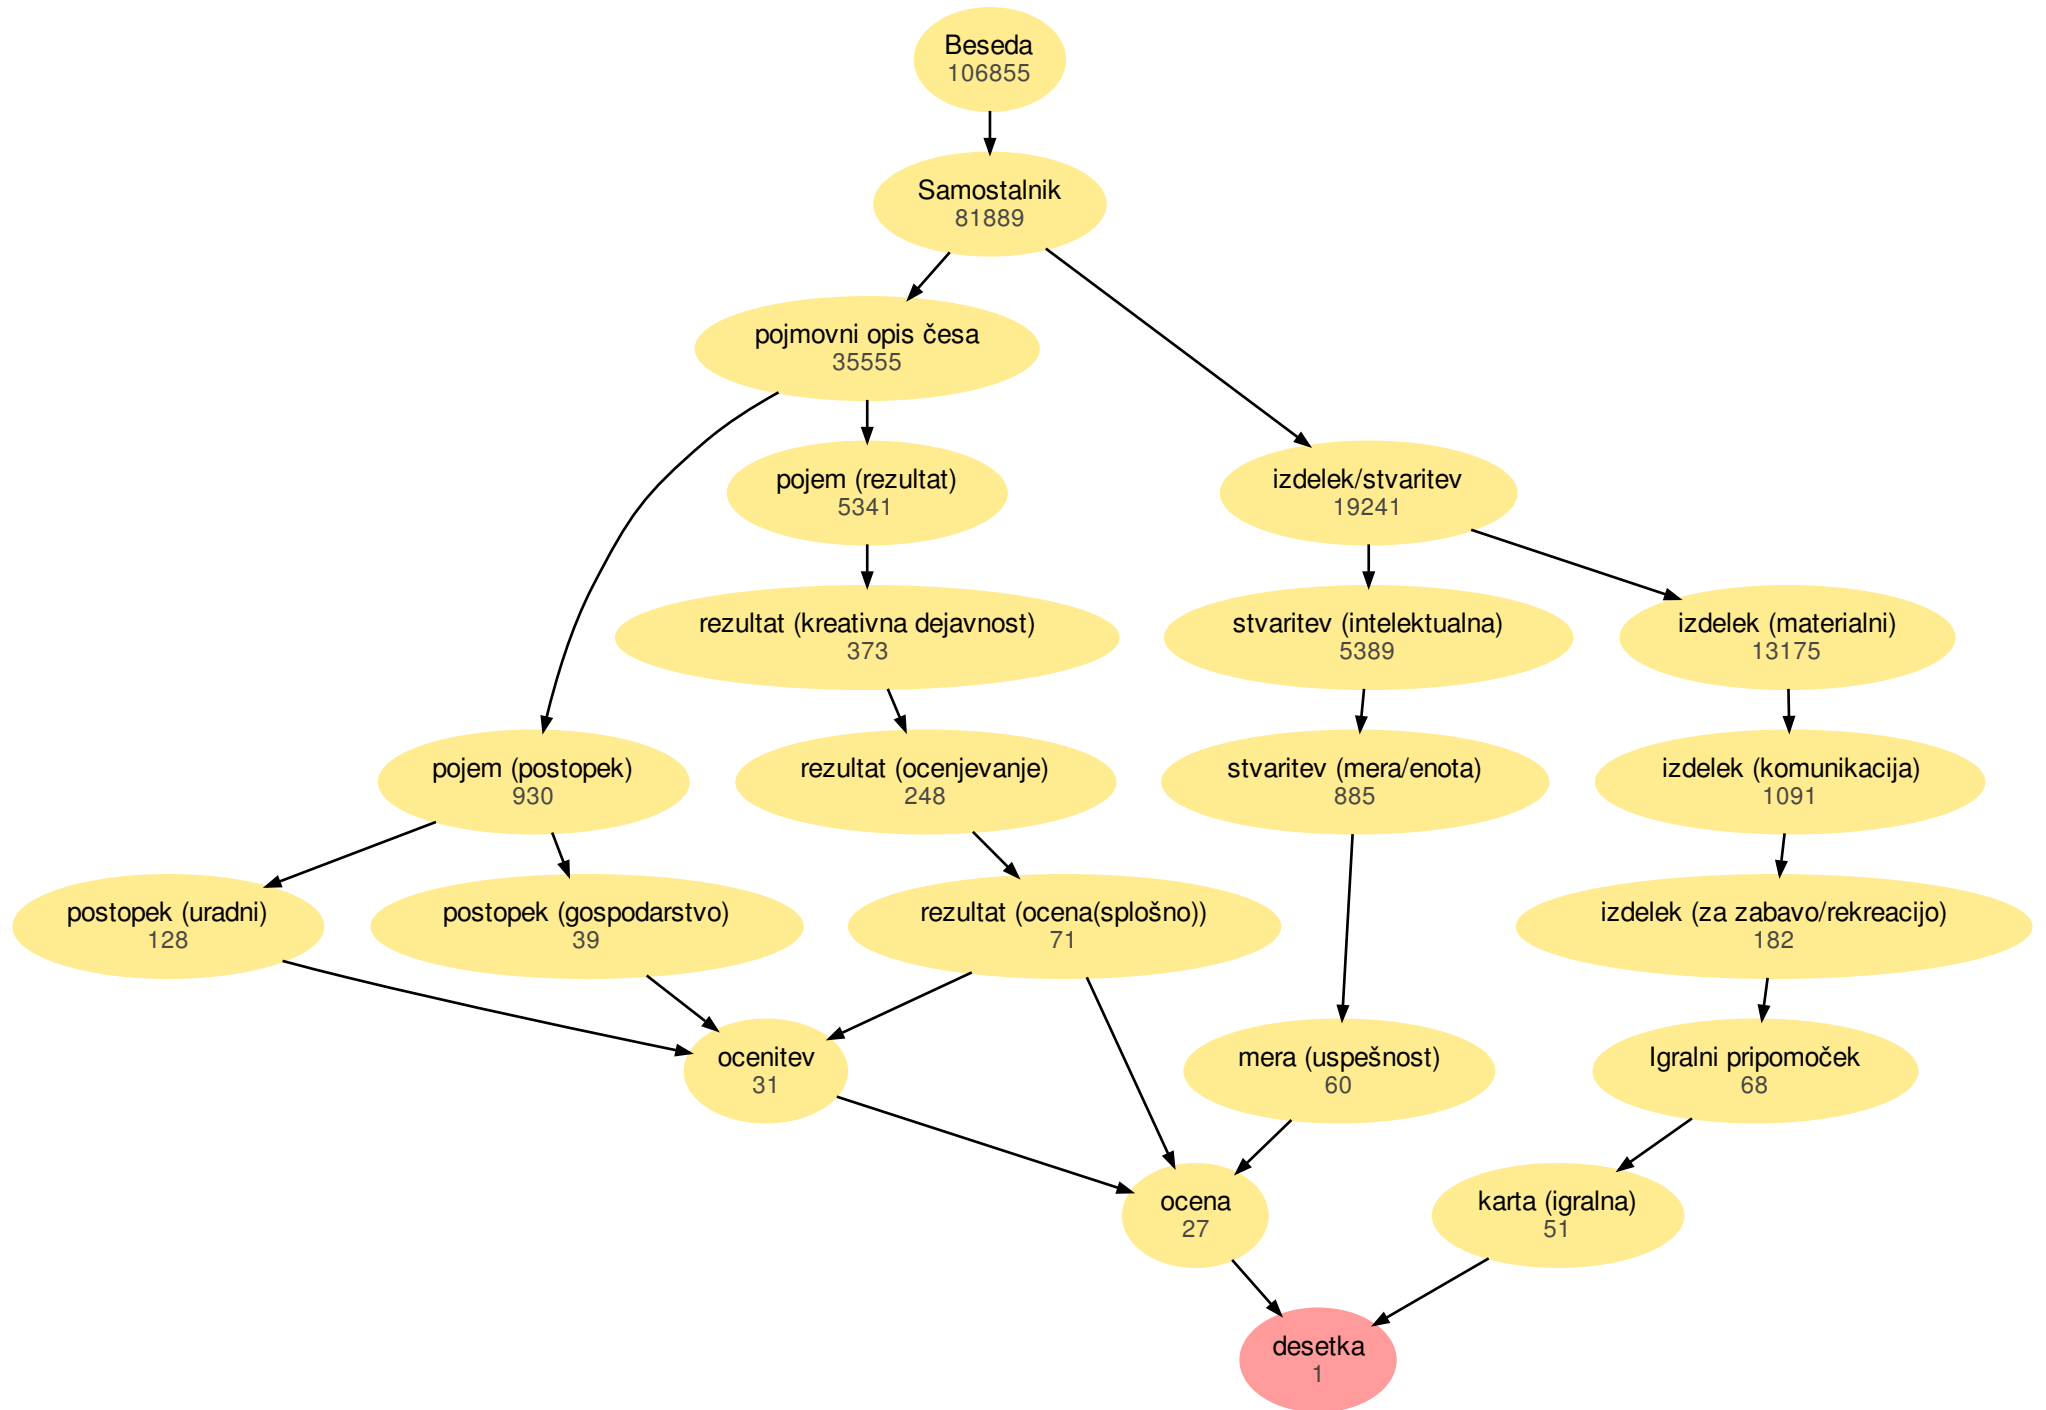 Beseda
106855
Samostalnik
81889
pojmovni opis česa
35555
pojem (rezultat)
5341
izdelek/stvaritev
19241
rezultat (kreativna dejavnost)
373
stvaritev (intelektualna)
5389
izdelek (materialni)
13175
pojem (postopek)
930
rezultat (ocenjevanje)
248
stvaritev (mera/enota)
885
izdelek (komunikacija)
1091
postopek (uradni)
128
postopek (gospodarstvo)
39
rezultat (ocena(splošno))
71
izdelek (za zabavo/rekreacijo)
182
ocenitev
31
mera (uspešnost)
60
Igralni pripomoček
68
ocena
27
karta (igralna)
51
desetka
1